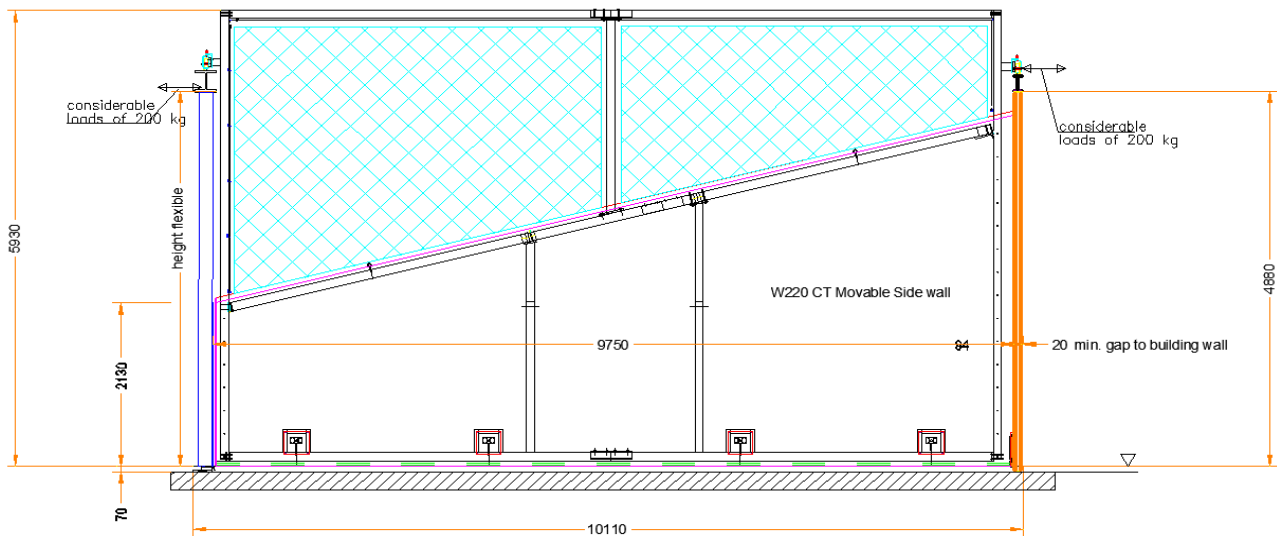 considerable
loads of 200 kg
considerable
loads of 200 kg
height flexible
5930
4880
W220 CT Movable Side wall
9750
20 min. gap to building wall
2130
70
10110